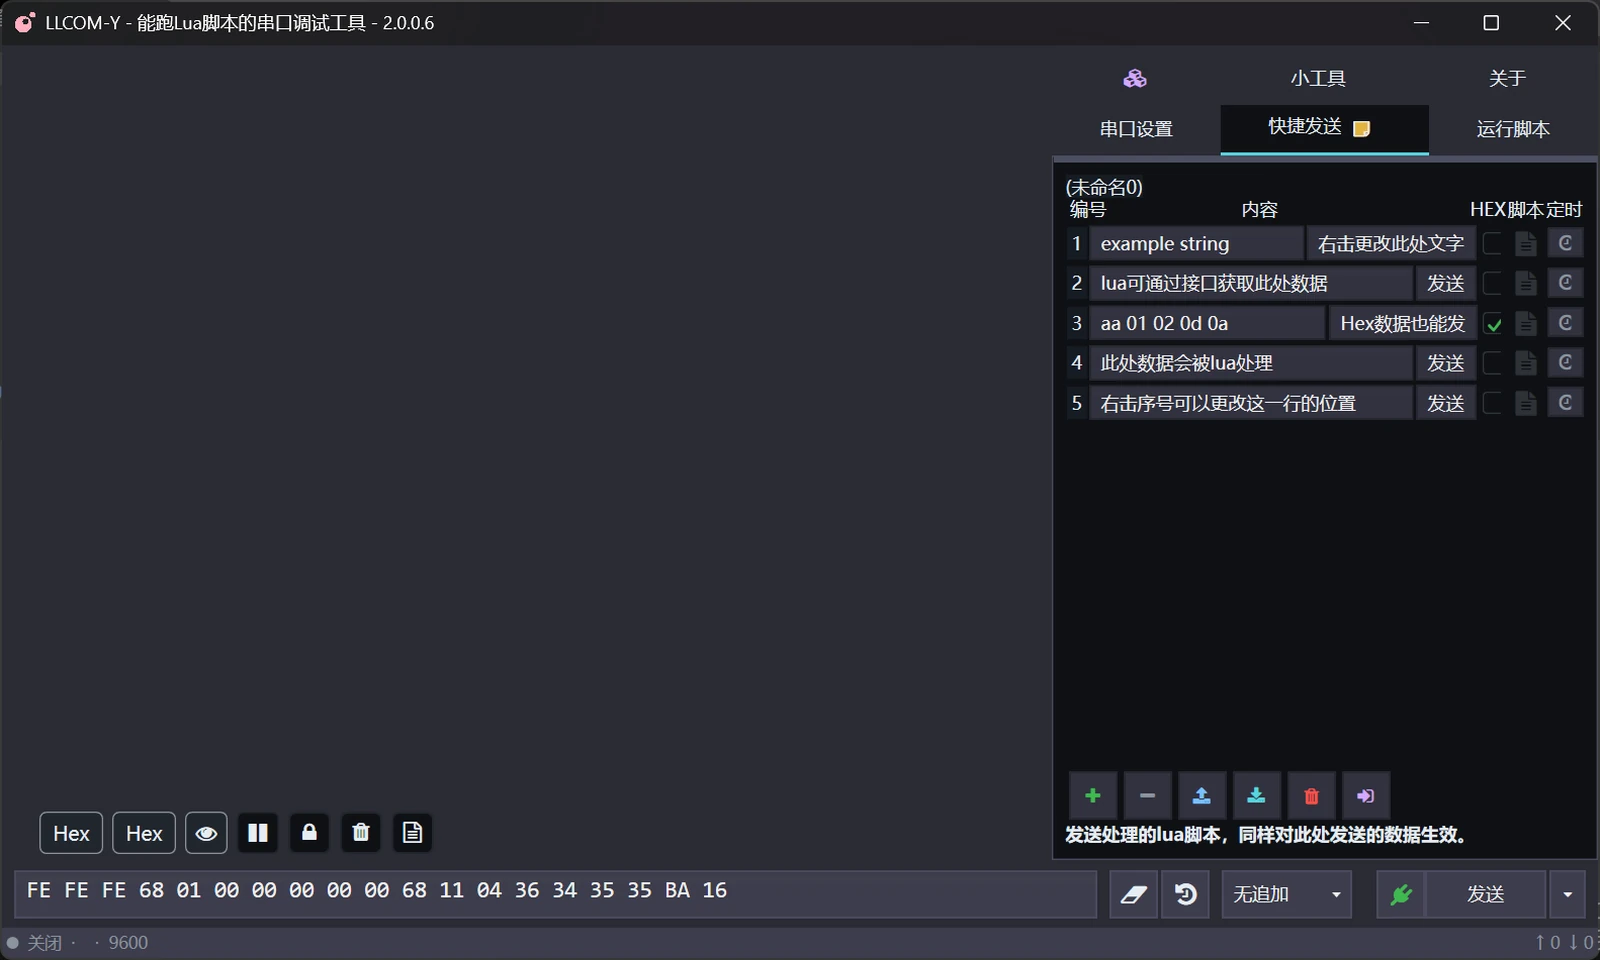 LLCOM-Y - 能跑Lua脚本的串口调试工具 - 2.0.0.6
小工具 关于
串口设置 快捷发送 运行脚本
(未命名0)
编号 内容 HEX 脚本 定时
1 example string 右击更改此处文字
2 lua可通过接口获取此处数据 发送
3 aa 01 02 0d 0a Hex数据也能发
4 此处数据会被lua处理 发送
5 右击序号可以更改这一行的位置 发送
发送处理的lua脚本，同样对此处发送的数据生效。
Hex Hex
FE FE FE 68 01 00 00 00 00 00 68 11 04 36 34 35 35 BA 16 无追加 发送
关闭 · · 9600 ↑0 ↓0